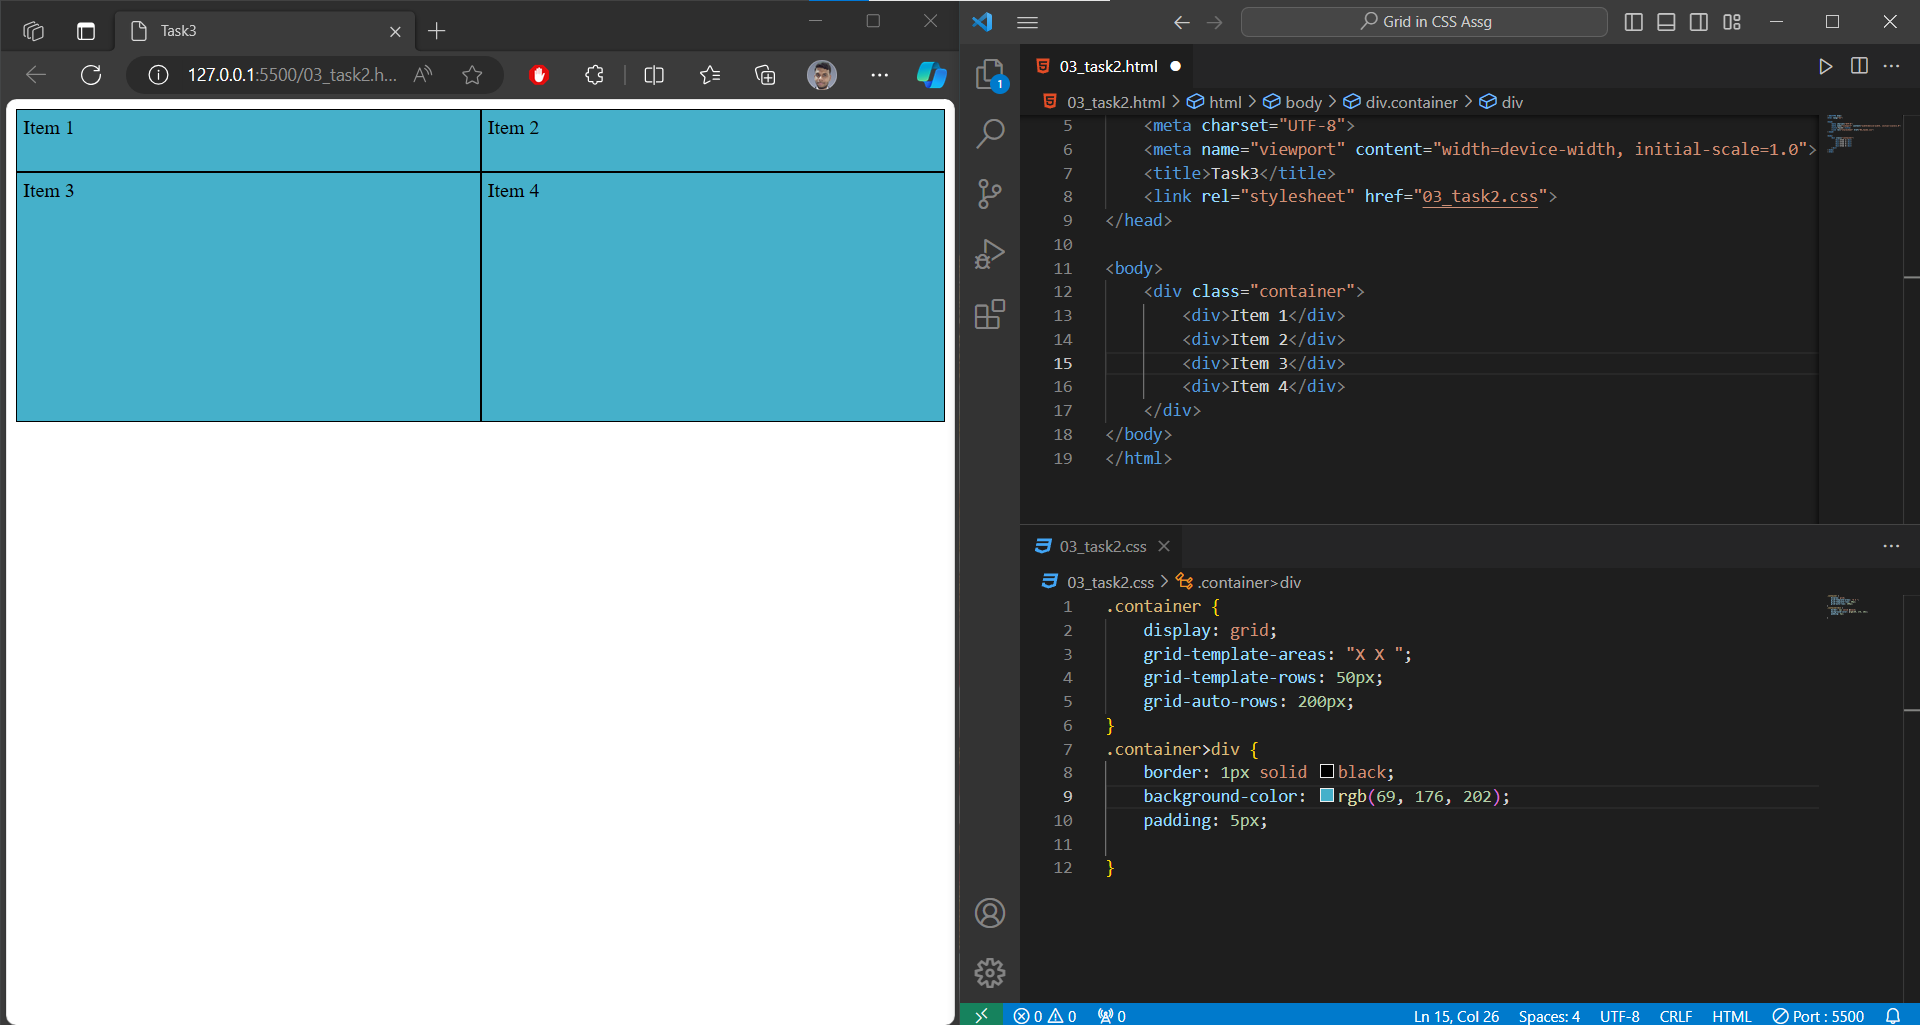 Task3
127.0.0.1:5500/03_task2.h...
Item 1
Item 2
Item 3
Item 4
Grid in CSS Assg
1
03_task2.html
03_task2.html > html > body > div.container > div
5 <meta charset="UTF-8">
6 <meta name="viewport" content="width=device-width, initial-scale=1.0">
7 <title>Task3</title>
8 <link rel="stylesheet" href="03_task2.css">
9 </head>
10
11 <body>
12 <div class="container">
13 <div>Item 1</div>
14 <div>Item 2</div>
15 <div>Item 3</div>
16 <div>Item 4</div>
17 </div>
18 </body>
19 </html>
03_task2.css
03_task2.css > .container>div
1 .container {
2 display: grid;
3 grid-template-areas: "X X ";
4 grid-template-rows: 50px;
5 grid-auto-rows: 200px;
6 }
7 .container>div {
8 border: 1px solid black;
9 background-color: rgb(69, 176, 202);
10 padding: 5px;
11
12 }
0 0 0
Ln 15, Col 26 Spaces: 4 UTF-8 CRLF HTML Port : 5500